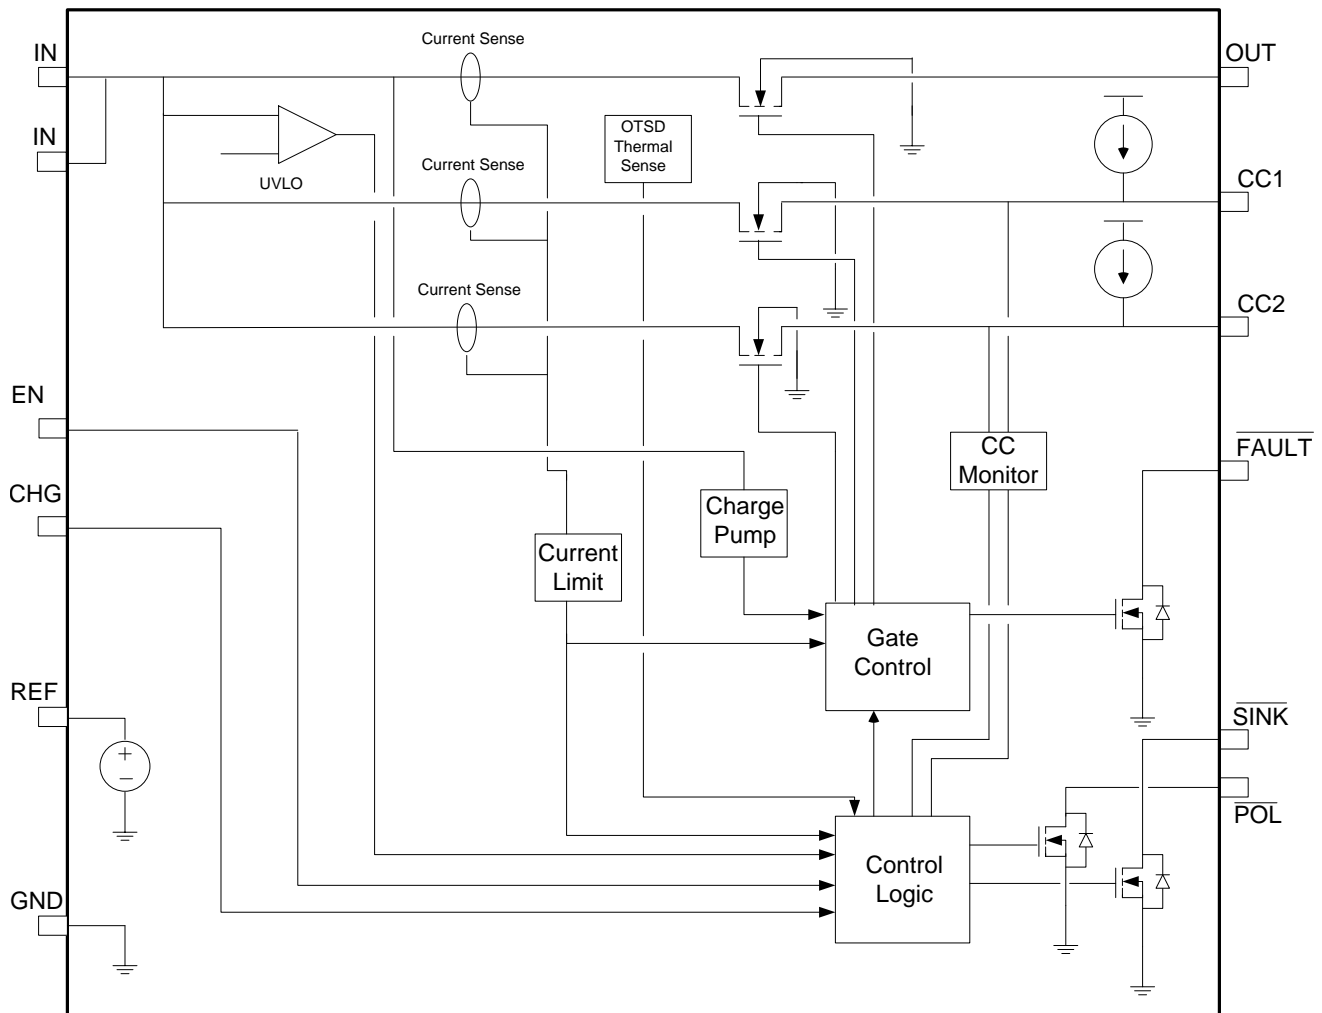 Current Sense
IN
OUT
IN
OTSD
Thermal
Sense
Current Sense
UVLO
CC1
Current Sense
CC2
EN
FAULT
CC
Monitor
CHG
Charge
Pump
Current
Limit
Gate
Control
REF
SINK
+
−
POL
Control
Logic
GND